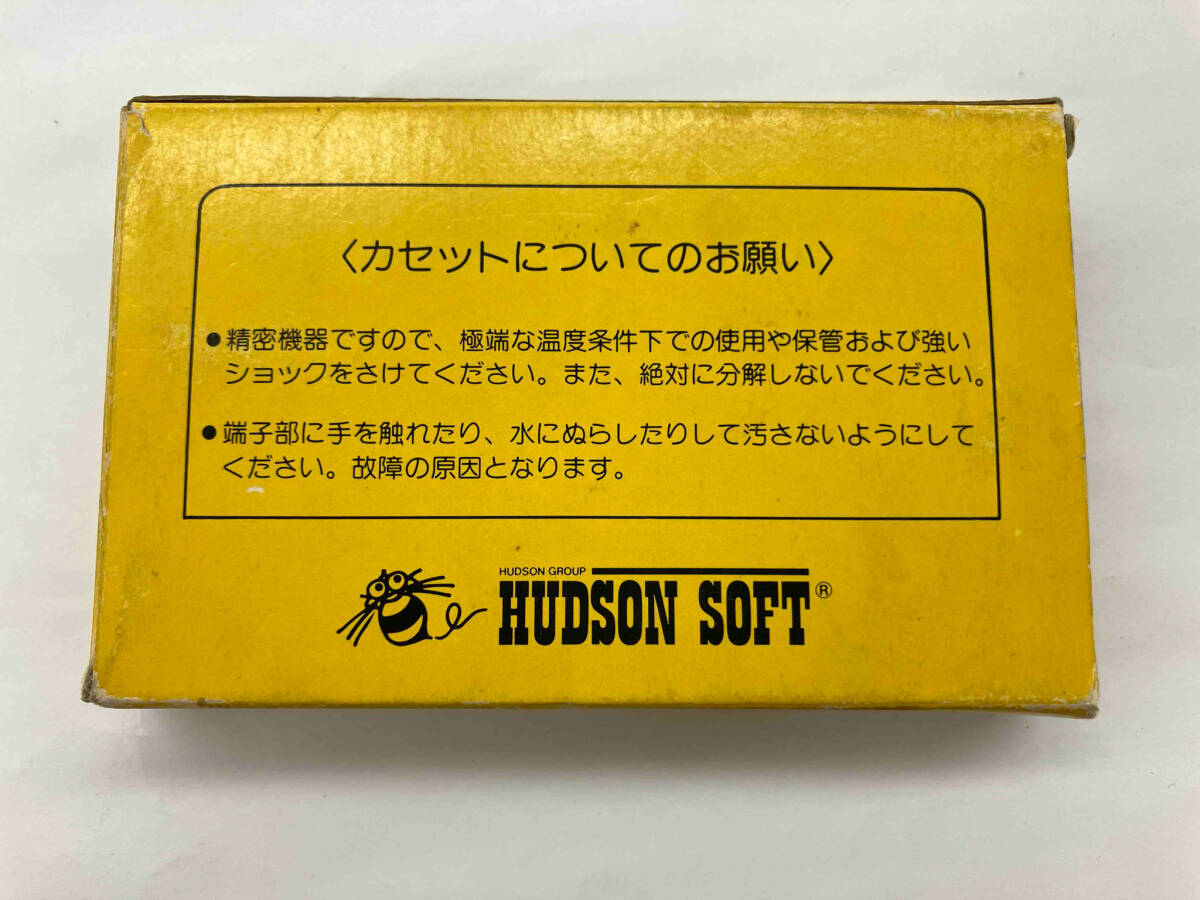 〈カセットについてのお願い〉
●精密機器ですので、極端な温度条件下での使用や保管および強い
ショックをさけてください。また、絶対に分解しないでください。
●端子部に手を触れたり、水にぬらしたりして汚さないようにして
ください。故障の原因となります。
HUDSON GROUP
HUDSON SOFT®